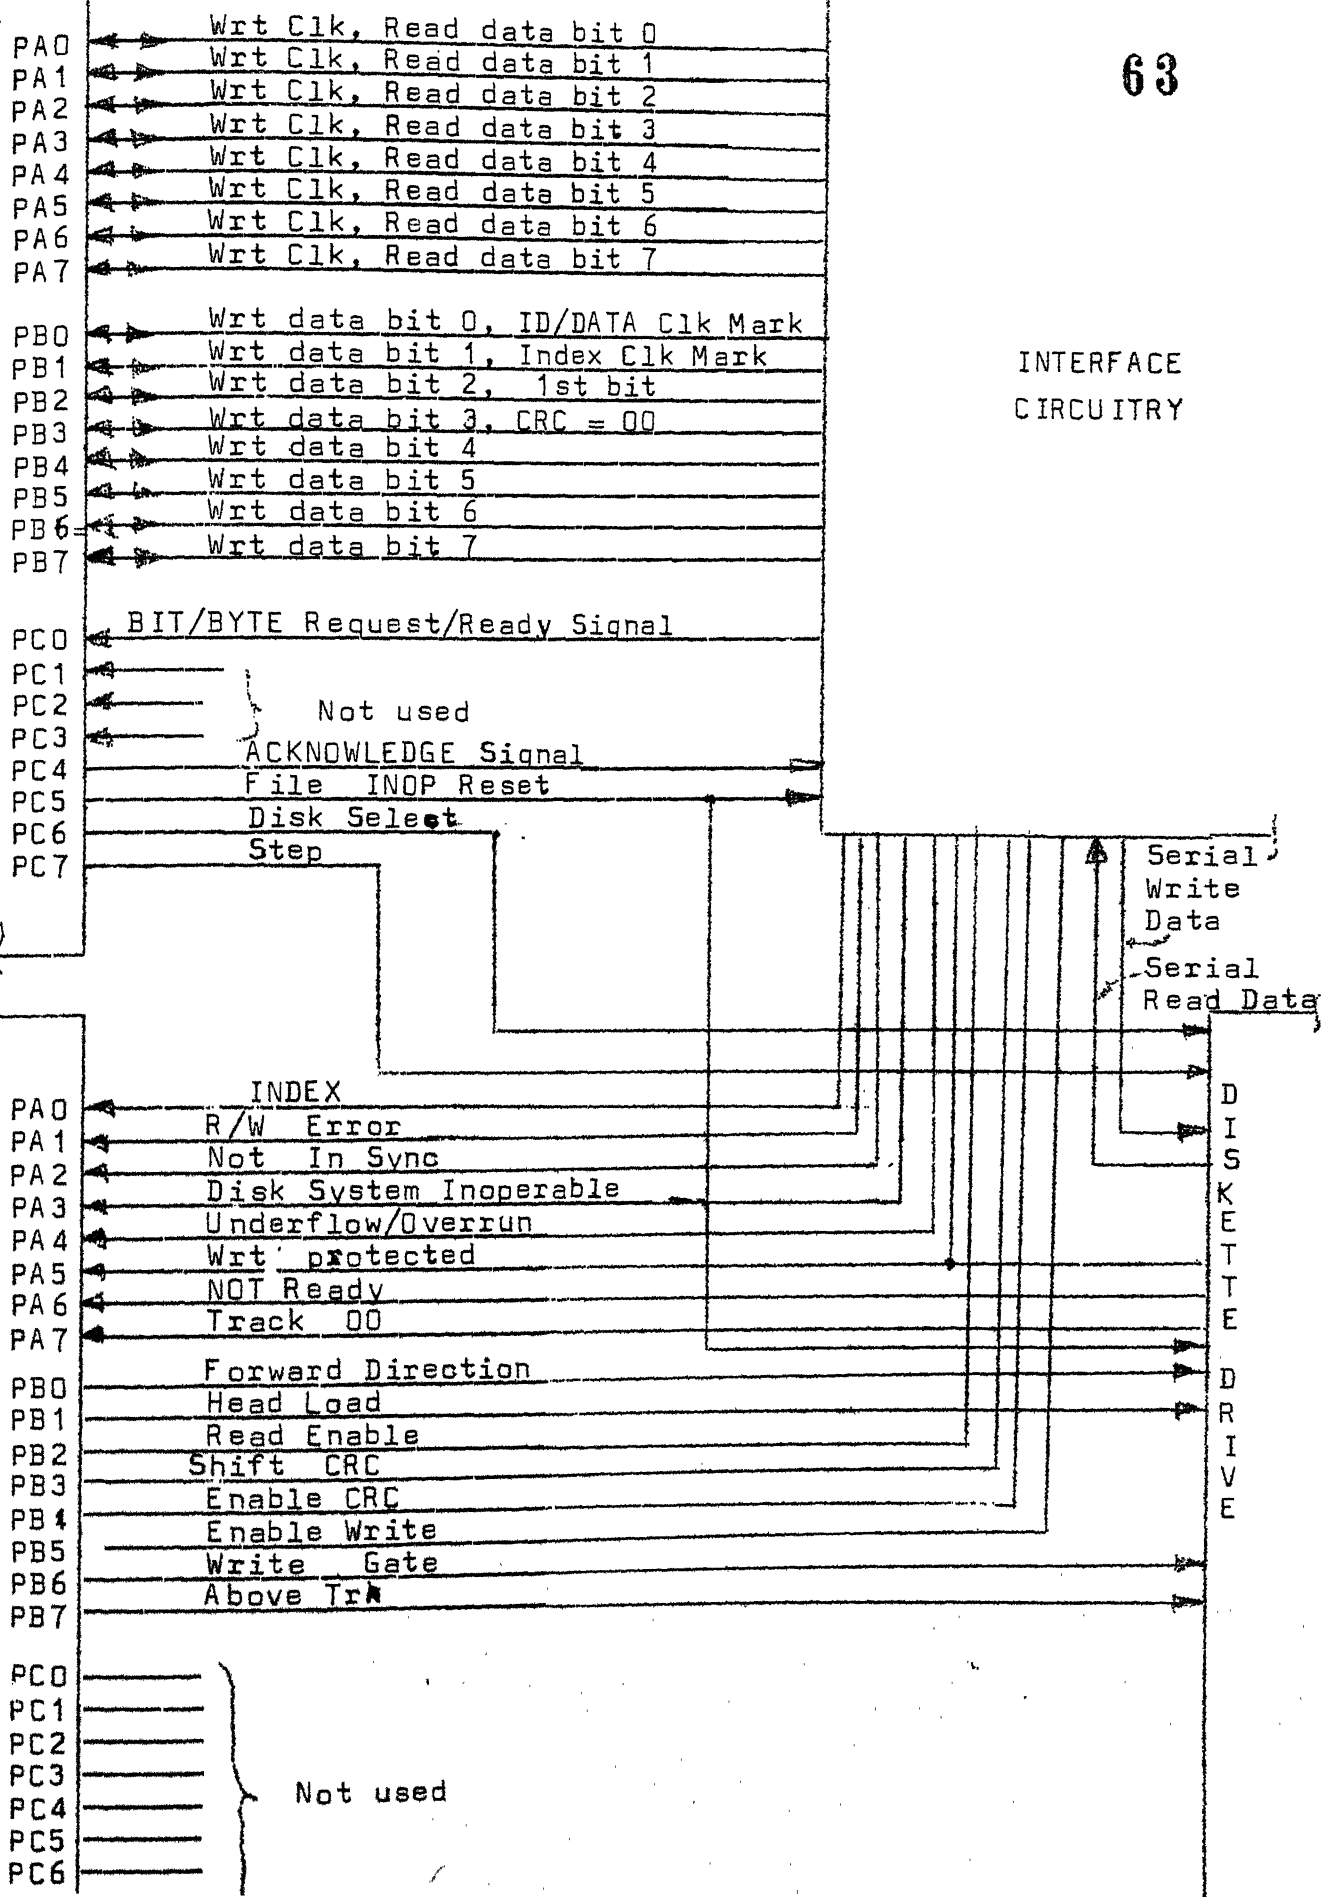 63
PA0 Wrt Clk, Read data bit 0
PA1 Wrt Clk, Read data bit 1
PA2 Wrt Clk, Read data bit 2
PA3 Wrt Clk, Read data bit 3
PA4 Wrt Clk, Read data bit 4
PA5 Wrt Clk, Read data bit 5
PA6 Wrt Clk, Read data bit 6
PA7 Wrt Clk, Read data bit 7
PB0 Wrt data bit 0, ID/DATA Clk Mark
PB1 Wrt data bit 1, Index Clk Mark
PB2 Wrt data bit 2, 1st bit
PB3 Wrt data bit 3, CRC = 00
PB4 Wrt data bit 4
PB5 Wrt data bit 5
PB6 Wrt data bit 6
PB7 Wrt data bit 7
INTERFACE
CIRCUITRY
PC0 BIT/BYTE Request/Ready Signal
PC1
PC2 Not used
PC3
PC4 ACKNOWLEDGE Signal
PC5 File INOP Reset
PC6 Disk Select
PC7 Step
Serial
Write
Data
Serial
Read Data
PA0 INDEX
PA1 R/W Error
PA2 Not In Sync
PA3 Disk System Inoperable
PA4 Underflow/Overrun
PA5 Wrt protected
PA6 NOT Ready
PA7 Track 00
PB0 Forward Direction
PB1 Head Load
PB2 Read Enable
PB3 Shift CRC
PB4 Enable CRC
PB5 Enable Write
PB6 Write Gate
PB7 Above Trk
DISKETTE DRIVE
PC0
PC1
PC2
PC3 Not used
PC4
PC5
PC6